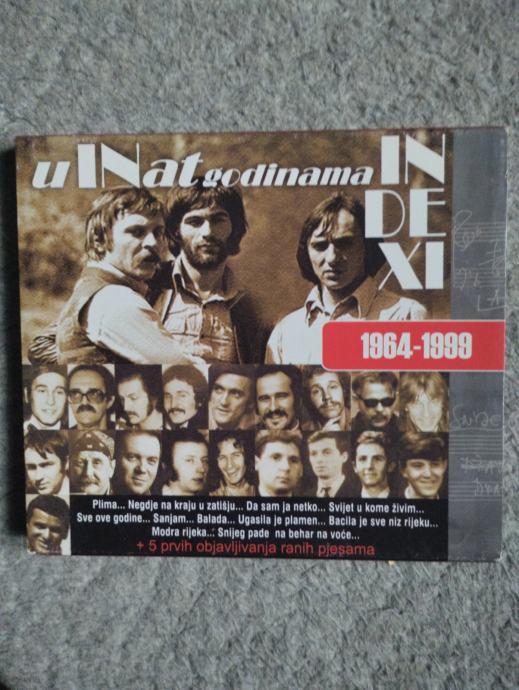 u INat godinama
IN
DE
XI
1964-1999
Plima... Negdje na kraju u zatišju... Da sam ja netko... Svijet u kome živim...
Sve ove godine... Sanjam... Balada... Ugasila je plamen... Bacila je sve niz rijeku...
Modra rijeka... Snijeg pade na behar na voće...
+ 5 prvih objavljivanja ranih pjesama